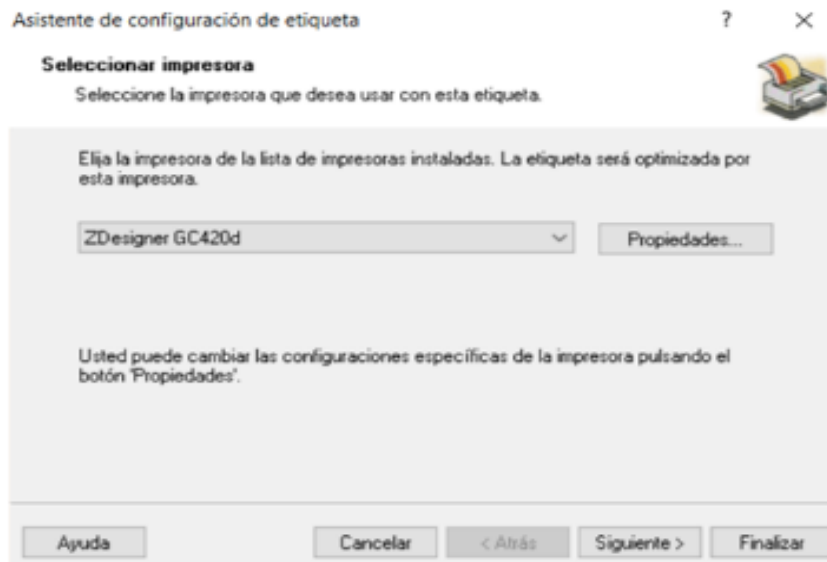 Asistente de configuración de etiqueta ?
Seleccionar impresora
Seleccione la impresora que desea usar con esta etiqueta.
Elija la impresora de la lista de impresoras instaladas. La etiqueta será optimizada por
esta impresora.
ZDesigner GC420d Propiedades...
Usted puede cambiar las configuraciones específicas de la impresora pulsando el
botón 'Propiedades'.
Ayuda Cancelar < Atrás Siguiente > Finalizar